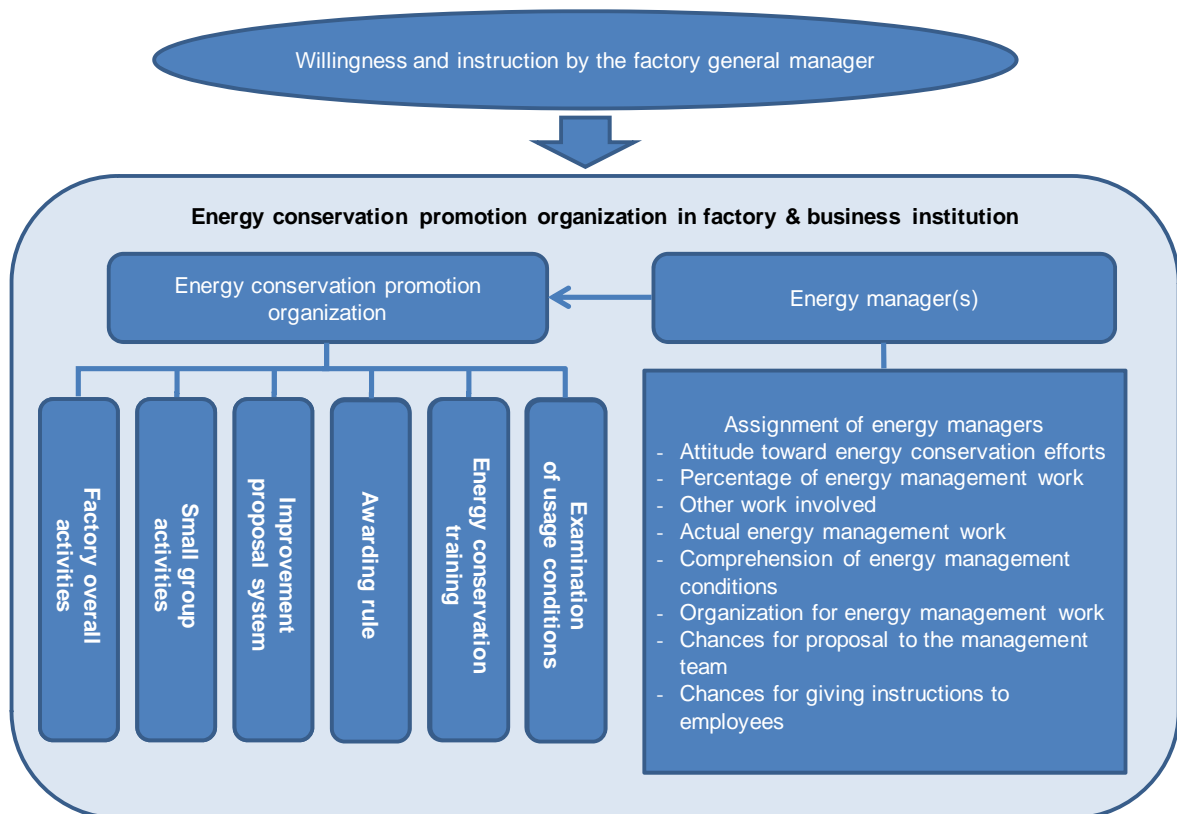 Willingness and instruction by the factory general manager
Energy conservation promotion organization in factory & business institution
Energy conservation promotion
organization
Energy manager(s)
Factory overall
activities
Small group
activities
Improvement
proposal system
Awarding rule
Energy conservation
training
Examination
of usage conditions
Assignment of energy managers
- Attitude toward energy conservation efforts
- Percentage of energy management work
- Other work involved
- Actual energy management work
- Comprehension of energy management
conditions
- Organization for energy management work
- Chances for proposal to the management
team
- Chances for giving instructions to
employees